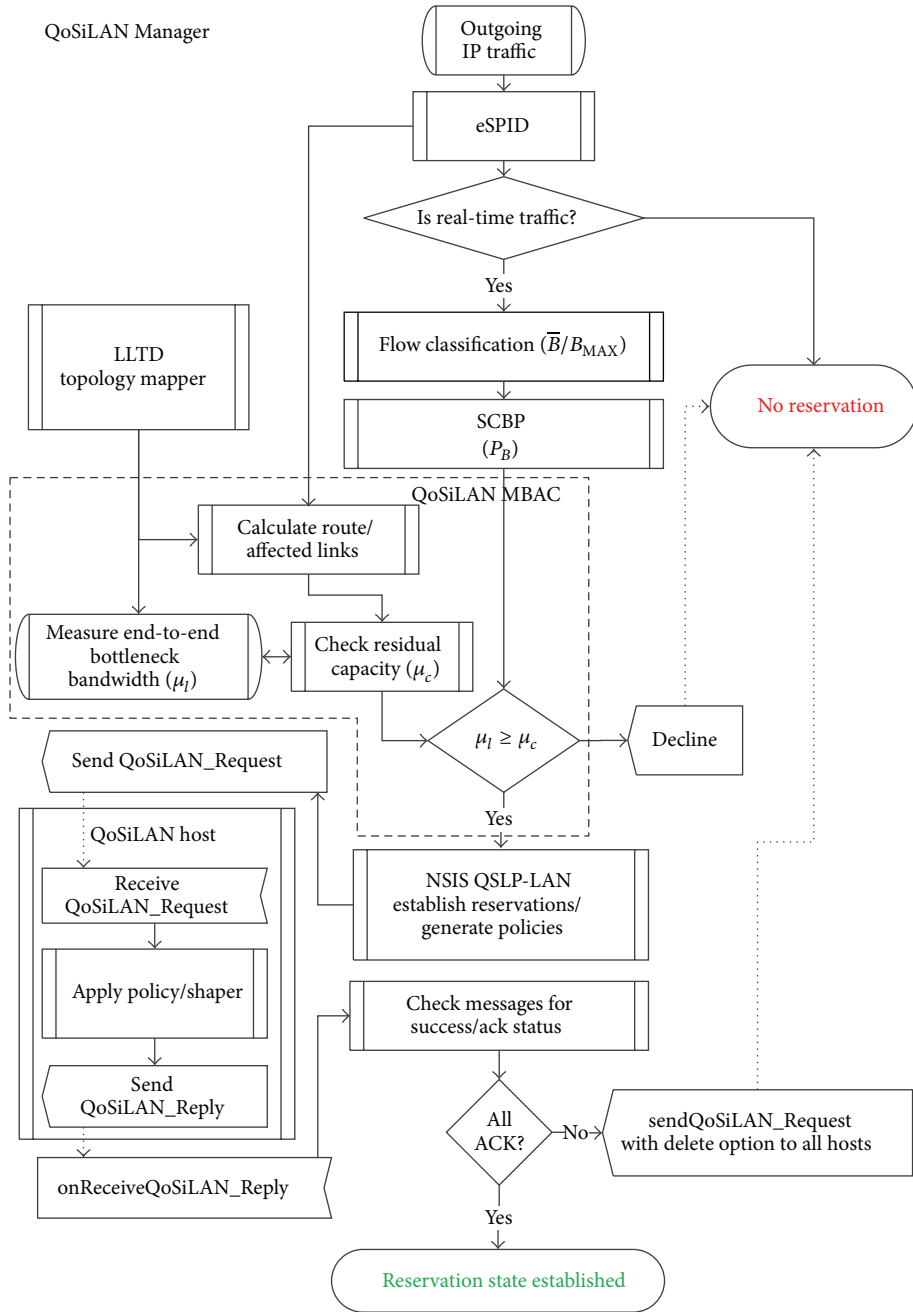 QoSiLAN Manager
Outgoing
IP traffic
eSPID
Is real-time traffic?
Yes
LLTD
topology mapper
Flow classification (B̅/B_MAX)
No reservation
SCBP
(P_B)
QoSiLAN MBAC
Calculate route/
affected links
Measure end-to-end
bottleneck
bandwidth (μ_l)
Check residual
capacity (μ_c)
μ_l ≥ μ_c
Decline
Send QoSiLAN_Request
Yes
QoSiLAN host
Receive
QoSiLAN_Request
NSIS QSLP-LAN
establish reservations/
generate policies
Apply policy/shaper
Check messages for
success/ack status
Send
QoSiLAN_Reply
All
ACK?
No
sendQoSiLAN_Request
with delete option to all hosts
onReceiveQoSiLAN_Reply
Yes
Reservation state established